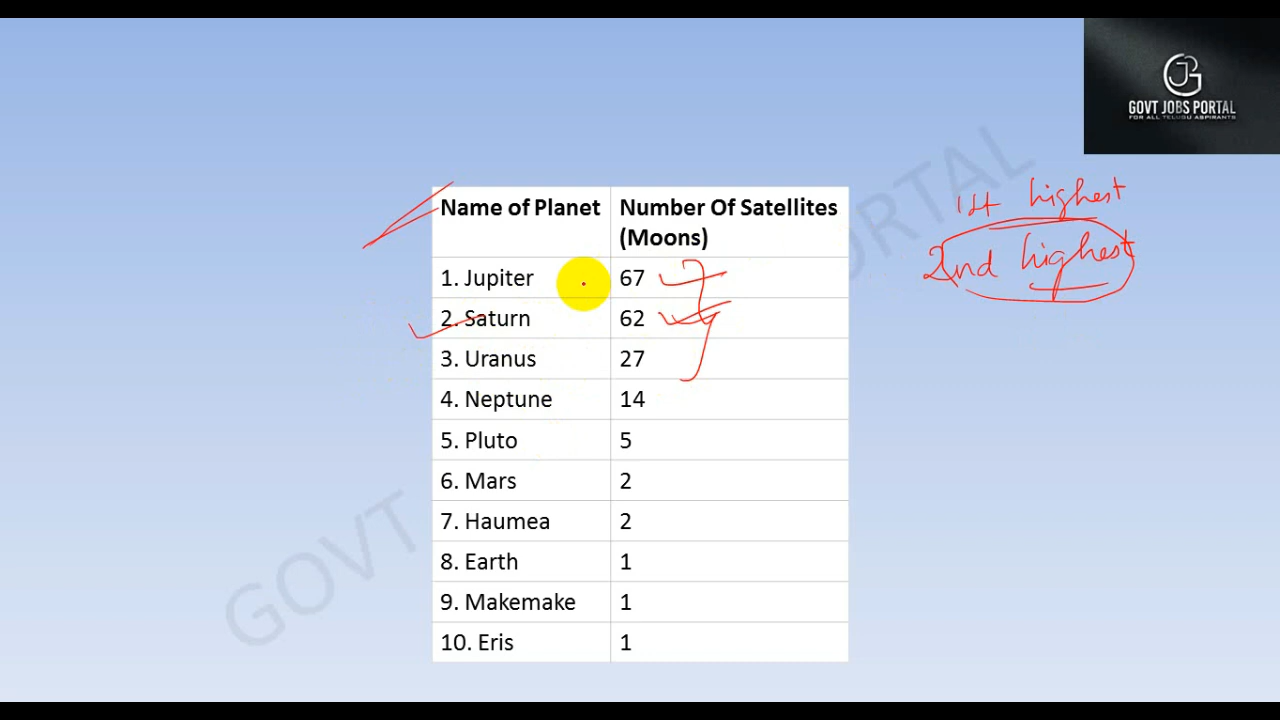 GOVT JOBS PORTAL
FOR ALL TELUGU ASPIRANTS
1st highest
2nd highest
Name of Planet Number Of Satellites
(Moons)
1. Jupiter 67
2. Saturn 62
3. Uranus 27
4. Neptune 14
5. Pluto 5
6. Mars 2
7. Haumea 2
8. Earth 1
9. Makemake 1
10. Eris 1
GOVT PORTAL